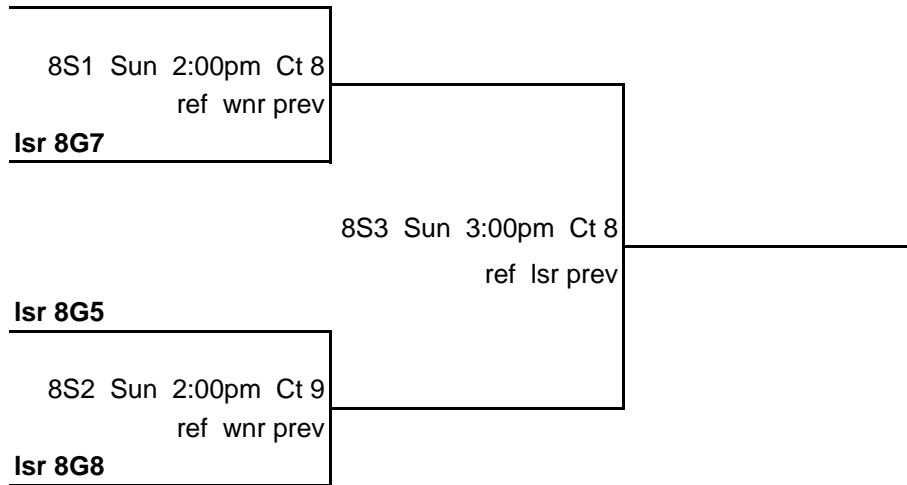 8S1 Sun 2:00pm Ct 8
ref wnr prev
lsr 8G7
8S3 Sun 3:00pm Ct 8
ref lsr prev
lsr 8G5
8S2 Sun 2:00pm Ct 9
ref wnr prev
lsr 8G8